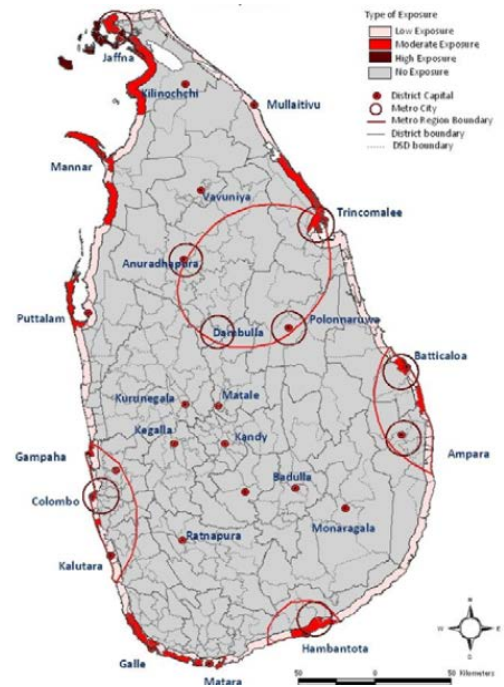 Type of Exposure
Low Exposure
Moderate Exposure
High Exposure
No Exposure
District Capital
Metro City
Metro Region Boundary
District boundary
DSD boundary
Jaffna
Kilinochchi
Mullaitivu
Mannar
Vavuniya
Trincomalee
Anuradhapura
Puttalam
Dambulla
Polonnaruwa
Batticaloa
Kurunegala
Matale
Kegalla
Kandy
Gampaha
Ampara
Colombo
Badulla
Monaragala
Ratnapura
Kalutara
Hambantota
Galle
Matara
N
W
E
S
50
0
50 Kilometers